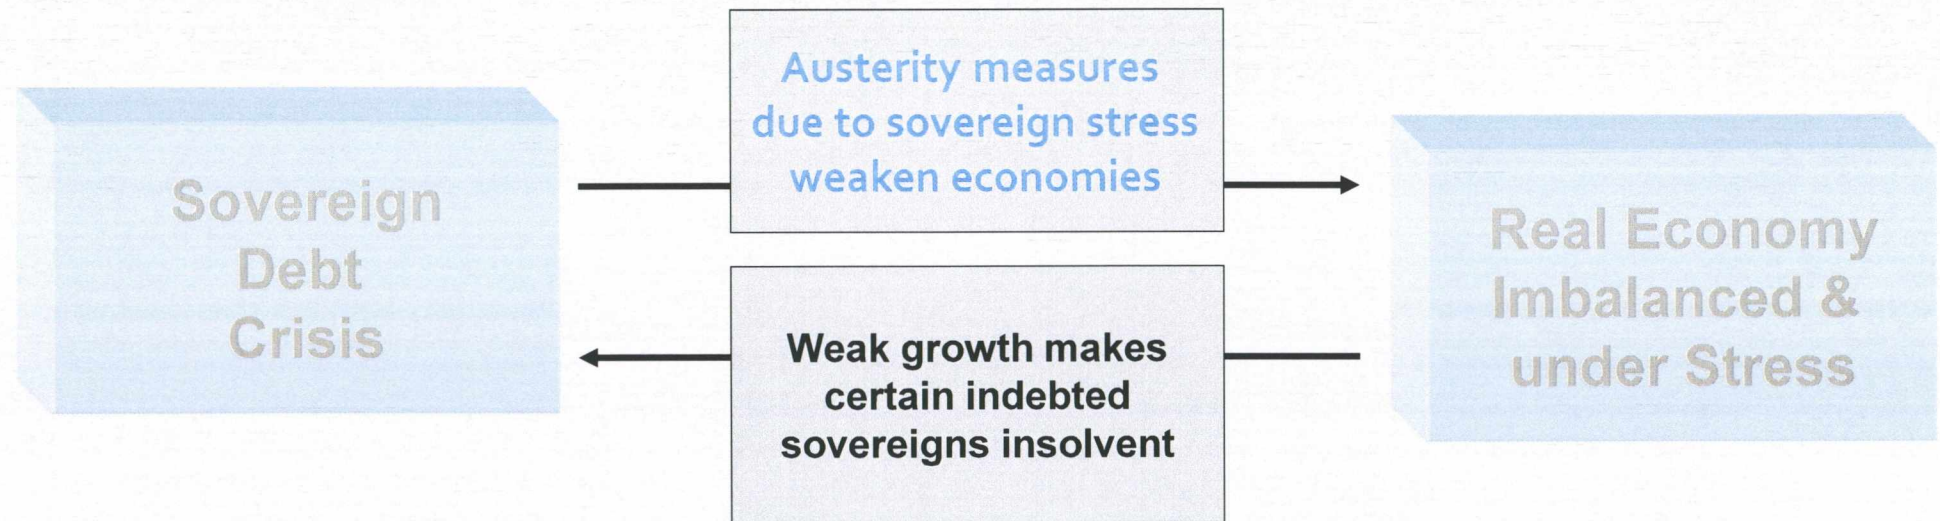 Austerity measures
due to sovereign stress
weaken economies
Sovereign
Debt
Crisis
Real Economy
Imbalanced &
under Stress
Weak growth makes
certain indebted
sovereigns insolvent